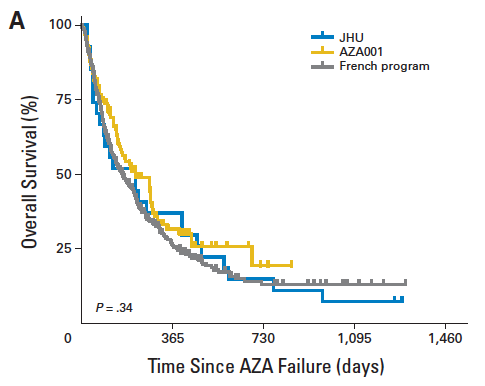 A
100
75
50
25
0
365
730
1,095
1,460
Overall Survival (%)
Time Since AZA Failure (days)
JHU
AZA001
French program
P = .34